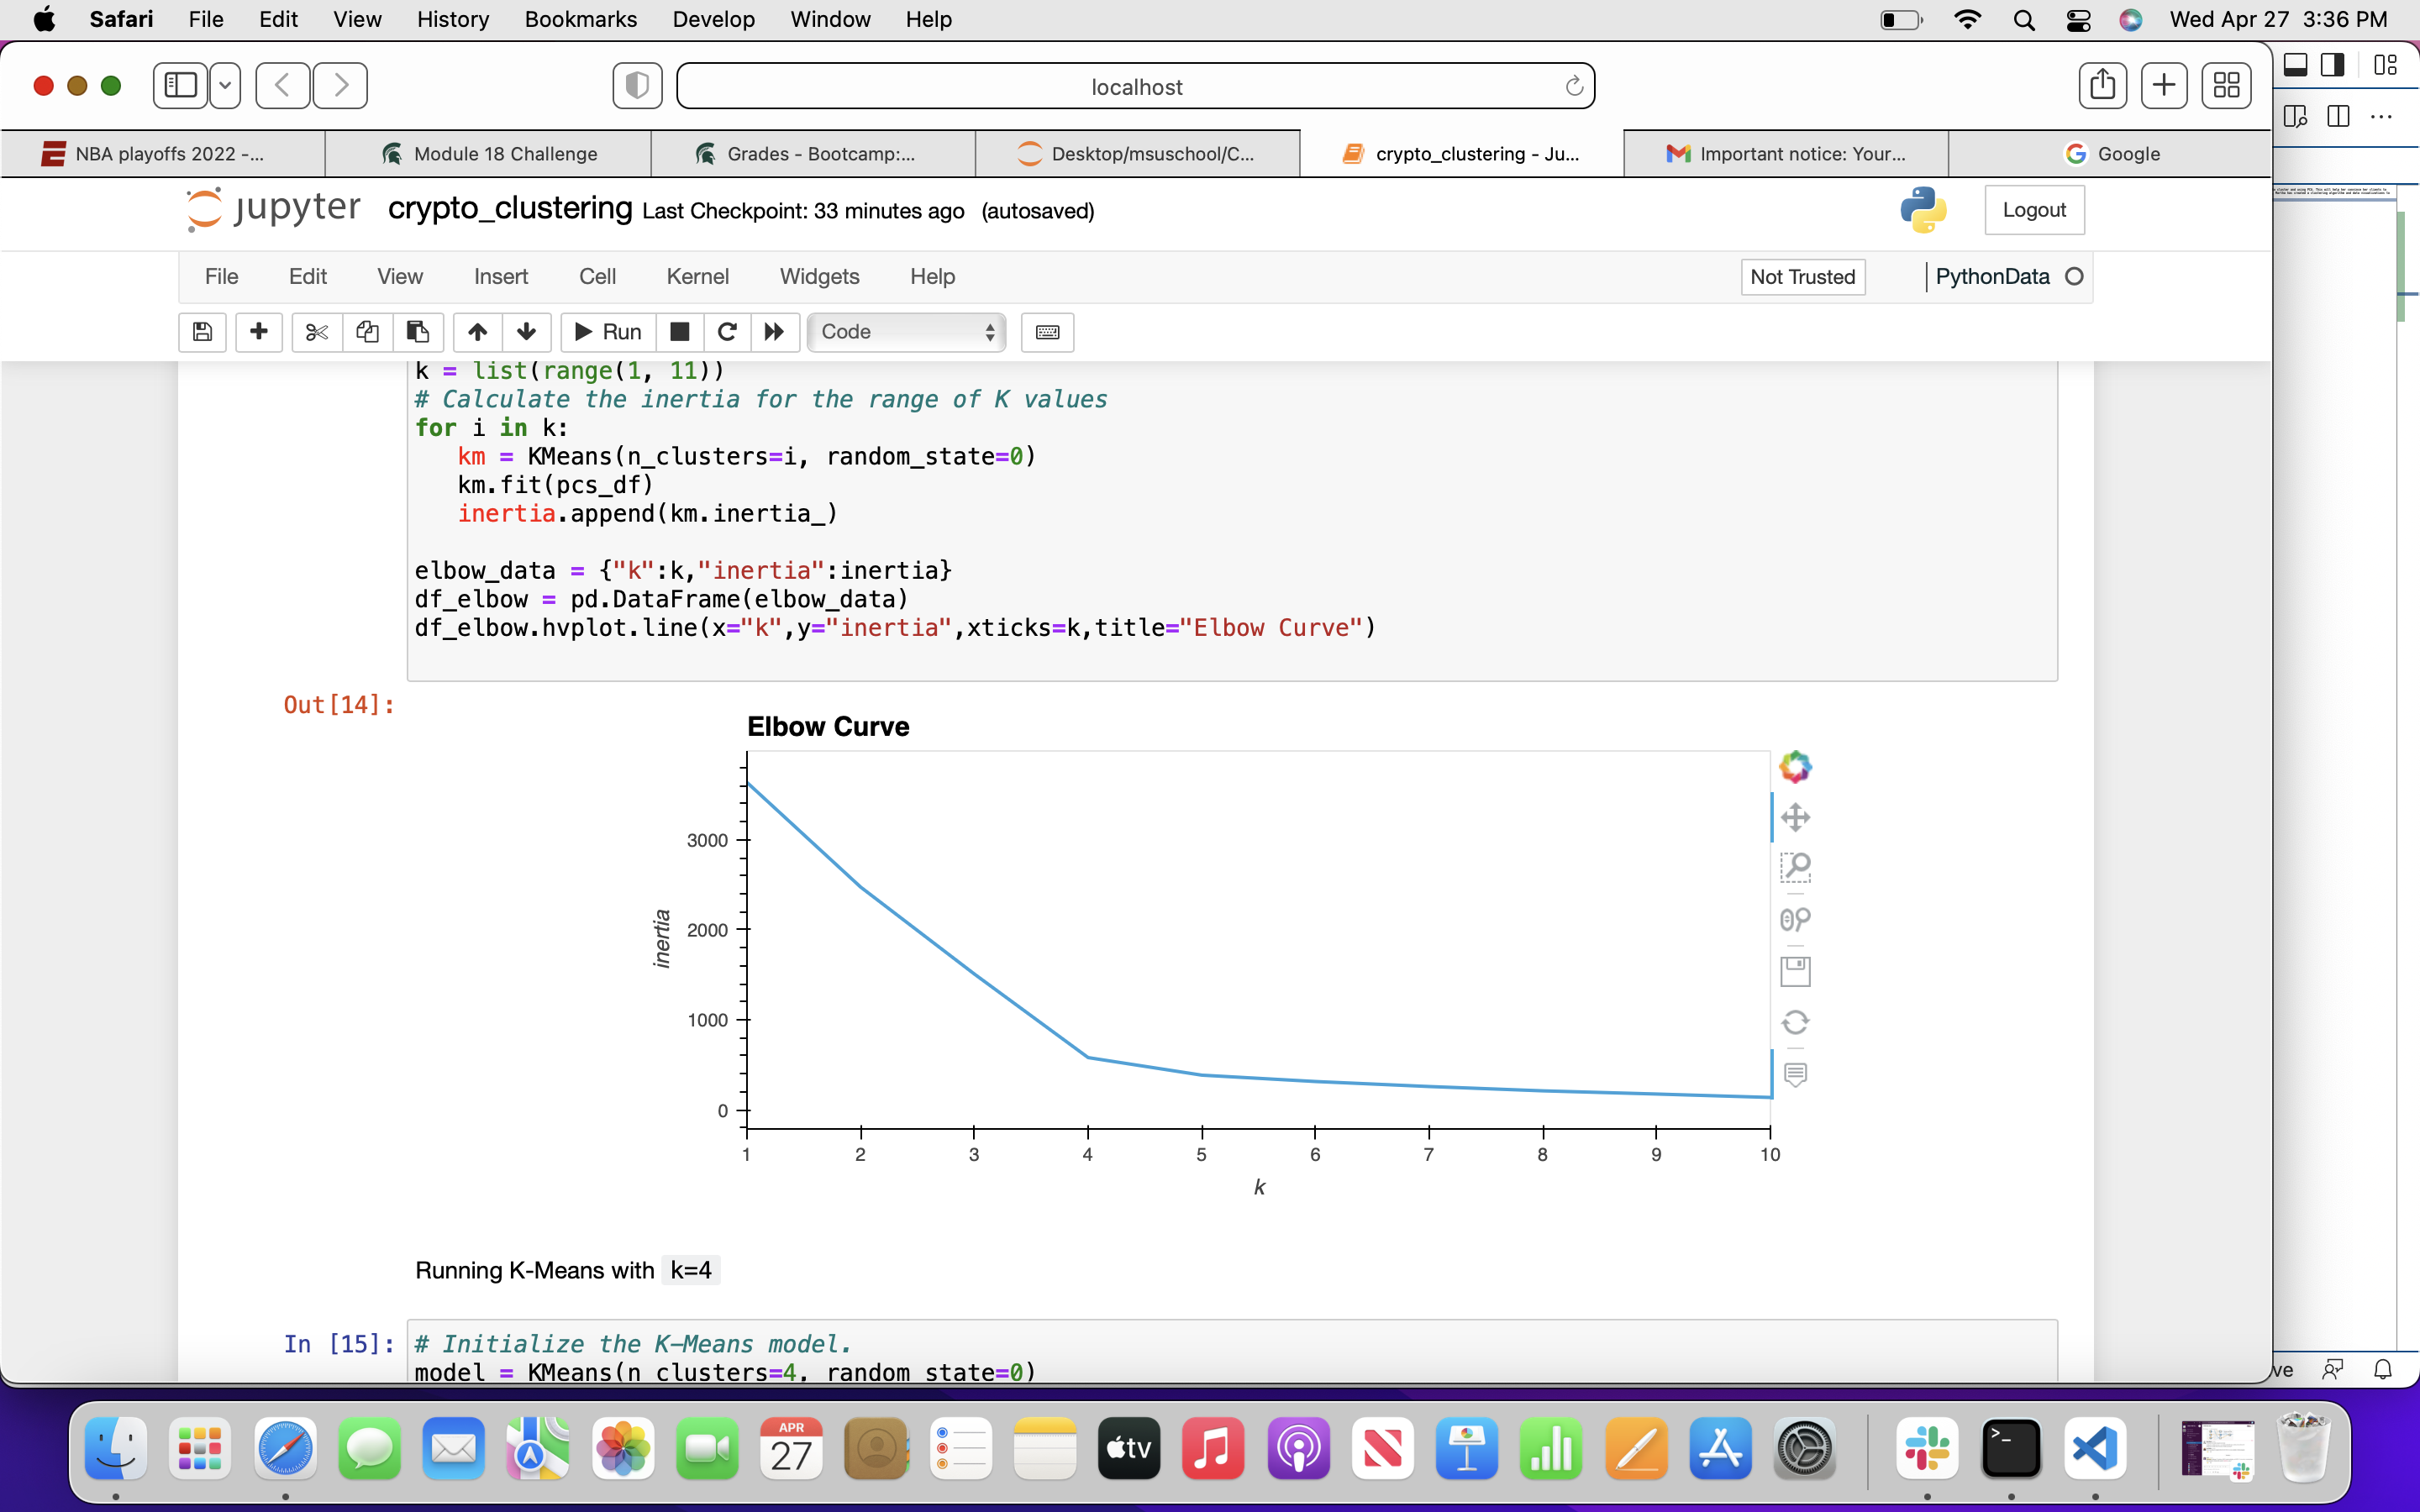 Safari File Edit View History Bookmarks Develop Window Help Wed Apr 27 3:36 PM
localhost
NBA playoffs 2022 -... Module 18 Challenge Grades - Bootcamp:... Desktop/msuschool/C... crypto_clustering - Ju... Important notice: Your... Google
jupyter crypto_clustering Last Checkpoint: 33 minutes ago (autosaved) Logout
File Edit View Insert Cell Kernel Widgets Help Not Trusted PythonData
Run Code
k = list(range(1, 11))
# Calculate the inertia for the range of K values
for i in k:
km = KMeans(n_clusters=i, random_state=0)
km.fit(pcs_df)
inertia.append(km.inertia_)
elbow_data = {"k":k,"inertia":inertia}
df_elbow = pd.DataFrame(elbow_data)
df_elbow.hvplot.line(x="k",y="inertia",xticks=k,title="Elbow Curve")
Out[14]:
Elbow Curve
3000
2000
1000
0
inertia
1 2 3 4 5 6 7 8 9 10
k
Running K-Means with k=4
In [15]: # Initialize the K-Means model.
model = KMeans(n_clusters=4, random_state=0)
ve
APR
27
tv